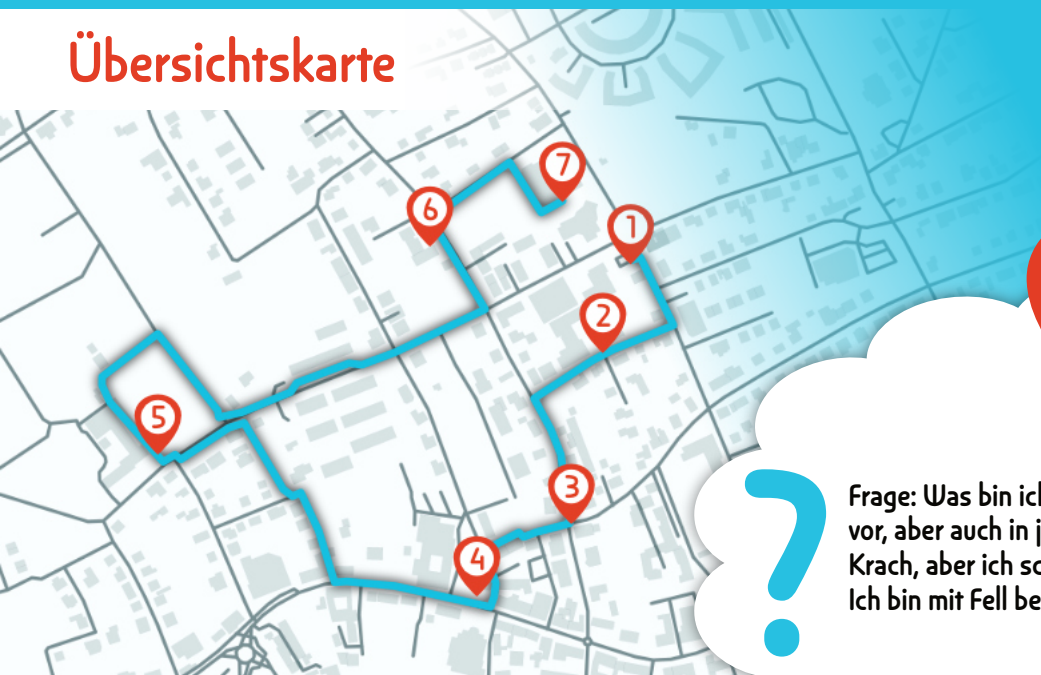 Übersichtskarte
7
6
1
2
5
3
4
?
Frage: Was bin ich
vor, aber auch in j
Krach, aber ich sc
Ich bin mit Fell be